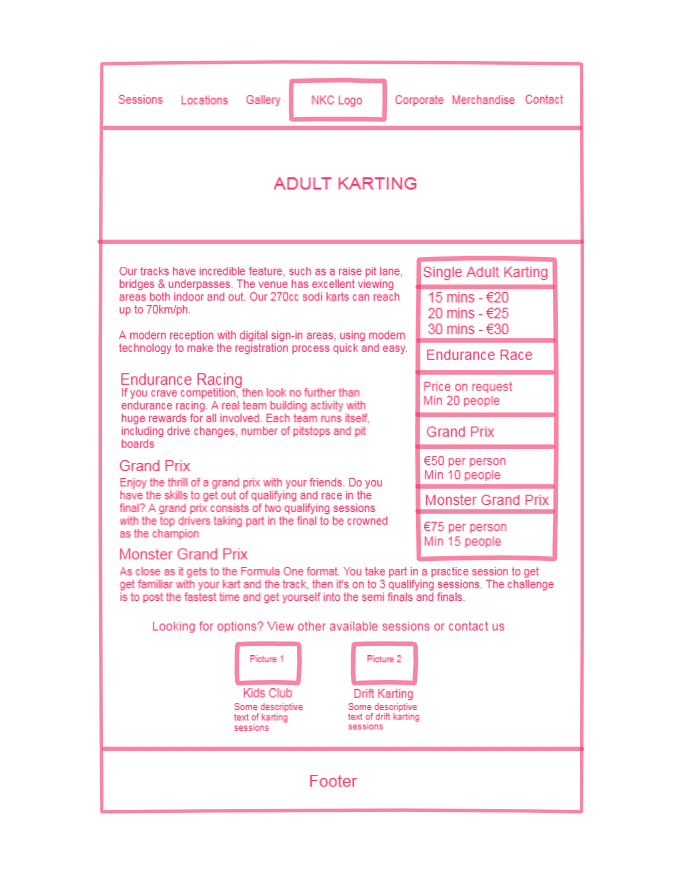 Sessions Locations Gallery NKC Logo Corporate Merchandise Contact
ADULT KARTING
Our tracks have incredible feature, such as a raise pit lane,
bridges & underpasses. The venue has excellent viewing
areas both indoor and out. Our 270cc sodi karts can reach
up to 70km/ph.
A modern reception with digital sign-in areas, using modern
technology to make the registration process quick and easy.
Endurance Racing
If you crave competition, then look no further than
endurance racing. A real team building activity with
huge rewards for all involved. Each team runs itself,
including drive changes, number of pitstops and pit
boards
Grand Prix
Enjoy the thrill of a grand prix with your friends. Do you
have the skills to get out of qualifying and race in the
final? A grand prix consists of two qualifying sessions
with the top drivers taking part in the final to be crowned
as the champion
Monster Grand Prix
As close as it gets to the Formula One format. You take part in a practice session to get
get familiar with your kart and the track, then it's on to 3 qualifying sessions. The challenge
is to post the fastest time and get yourself into the semi finals and finals.
Single Adult Karting
15 mins - €20
20 mins - €25
30 mins - €30
Endurance Race
Price on request
Min 20 people
Grand Prix
€50 per person
Min 10 people
Monster Grand Prix
€75 per person
Min 15 people
Looking for options? View other available sessions or contact us
Picture 1
Kids Club
Some descriptive
text of karting
sessions
Picture 2
Drift Karting
Some descriptive
text of drift karting
sessions
Footer